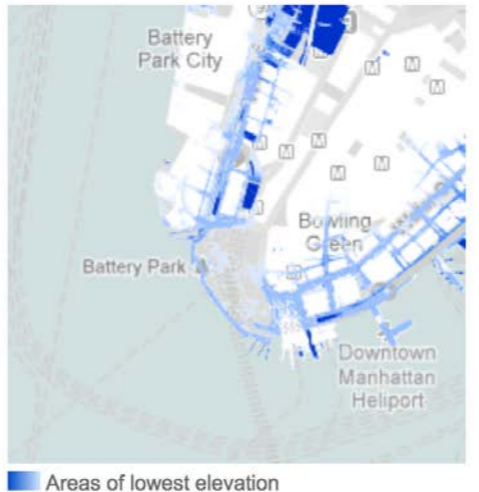 Battery
Park City
M
M
M
M
M
M
M
M
Bowling
Green
Battery Park
Downtown
Manhattan
Heliport
Areas of lowest elevation